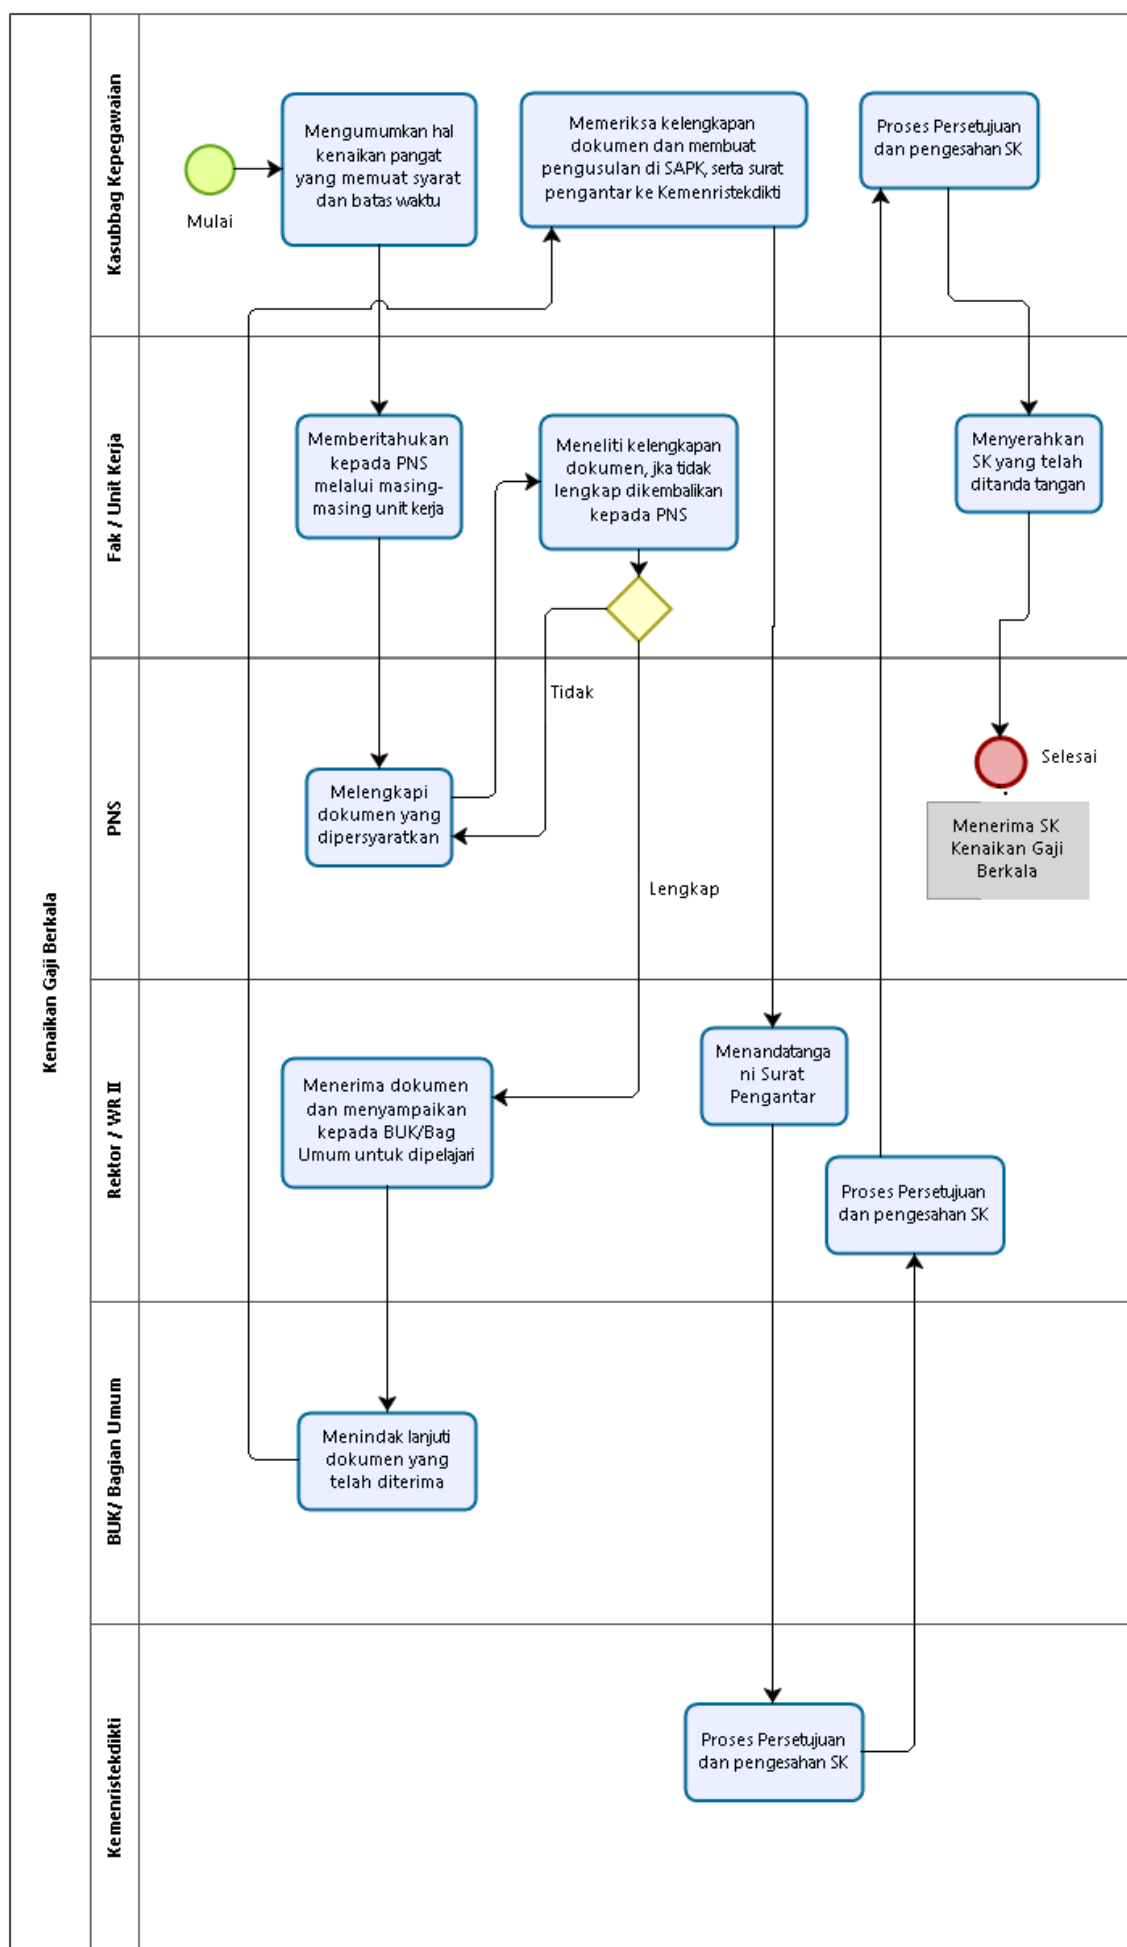 Kenaikan Gaji Berkala
Kasubbag Kepegawaian
Mulai
Mengumumkan hal
kenaikan pangat
yang memuat syarat
dan batas waktu
Memeriksa kelengkapan
dokumen dan membuat
pengusulan di SAPK, serta surat
pengantar ke Kemenristekdikti
Proses Persetujuan
dan pengesahan SK
Fak / Unit Kerja
Memberitahukan
kepada PNS
melalui masing-
masing unit kerja
Meneliti kelengkapan
dokumen, jka tidak
lengkap dikembalikan
kepada PNS
Menyerahkan
SK yang telah
ditanda tangan
PNS
Tidak
Melengkapi
dokumen yang
dipersyaratkan
Lengkap
Selesai
Menerima SK
Kenaikan Gaji
Berkala
Rektor / WR II
Menerima dokumen
dan menyampaikan
kepada BUK/Bag
Umum untuk dipelajari
Menandatanga
ni Surat
Pengantar
Proses Persetujuan
dan pengesahan SK
BUK/ Bagian Umum
Menindak lanjuti
dokumen yang
telah diterima
Kemenristekdikti
Proses Persetujuan
dan pengesahan SK